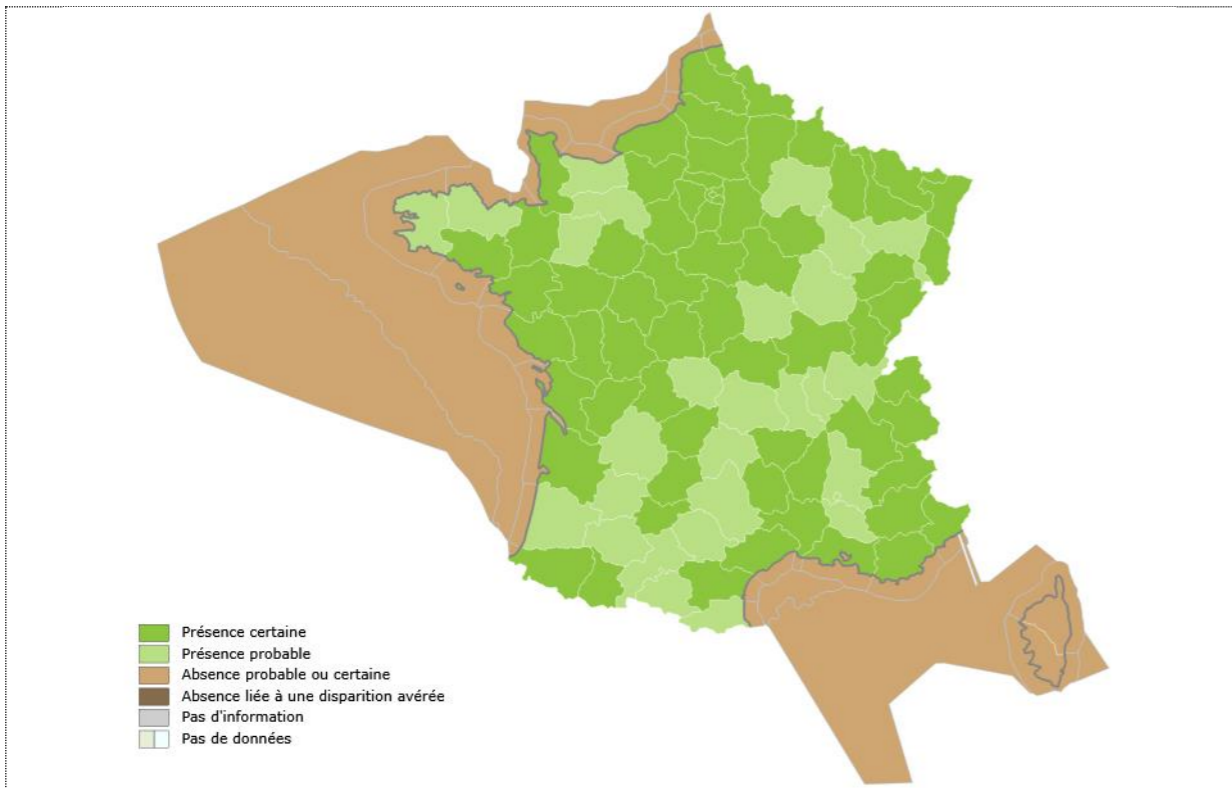 Présence certaine
Présence probable
Absence probable ou certaine
Absence liée à une disparition avérée
Pas d'information
Pas de données